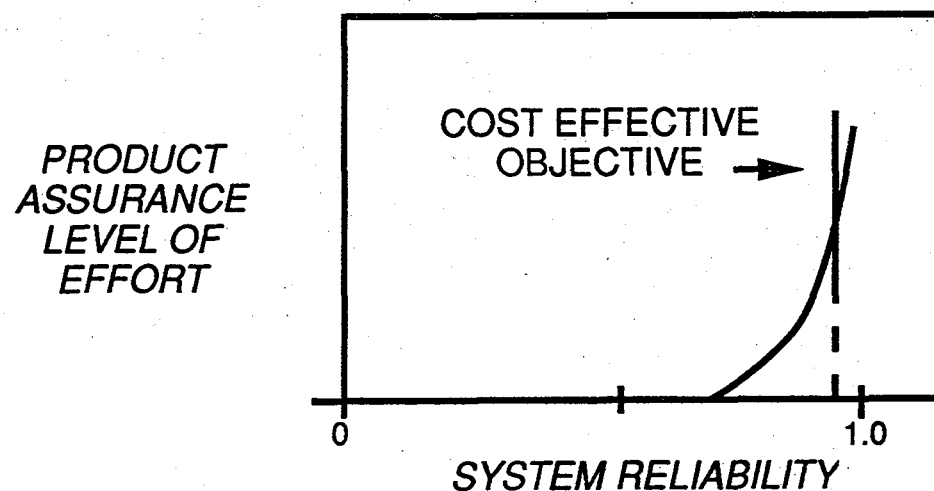 COST EFFECTIVE
OBJECTIVE
PRODUCT
ASSURANCE
LEVEL OF
EFFORT
0
1.0
SYSTEM RELIABILITY